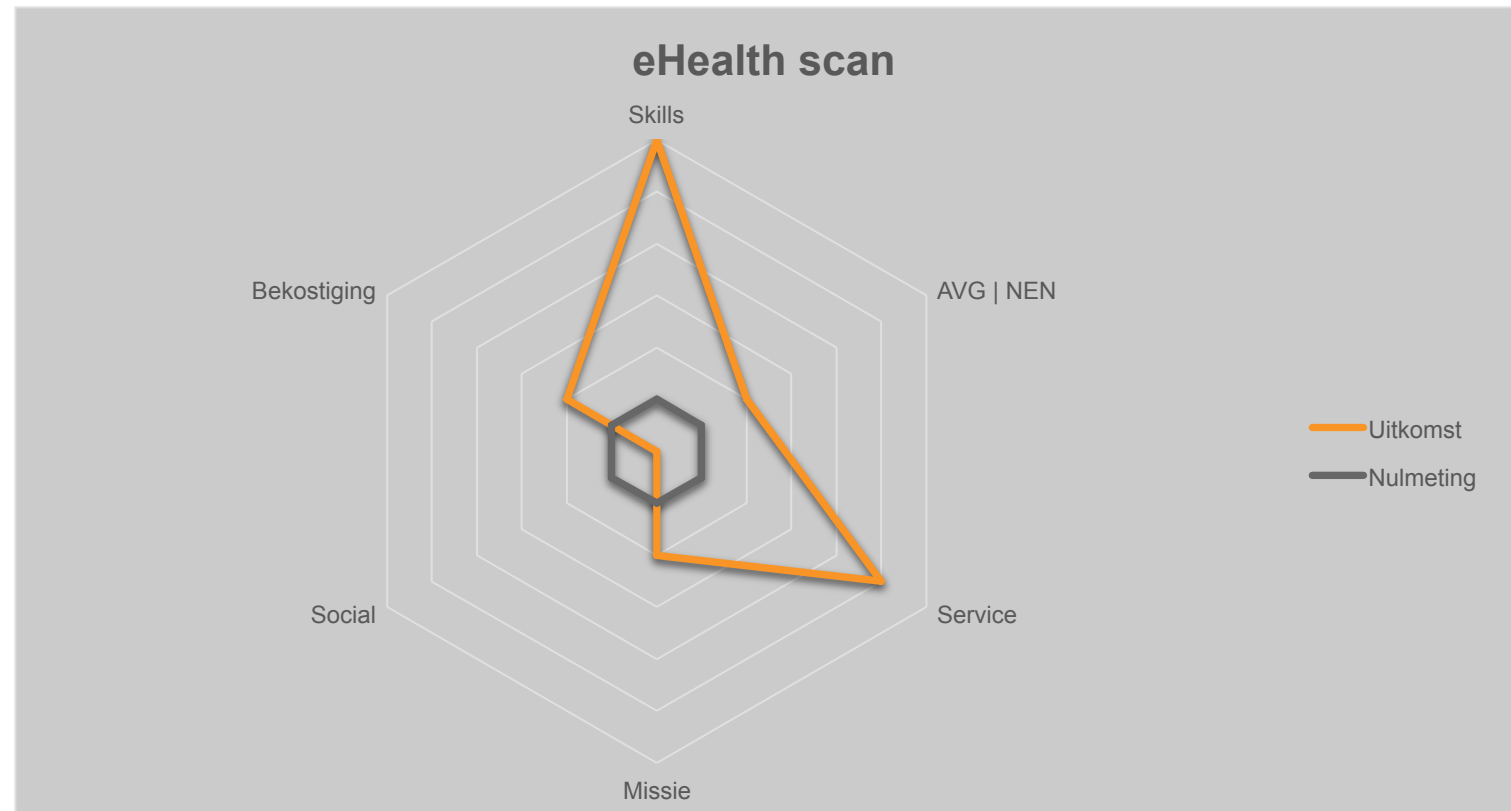 eHealth scan
Skills
AVG | NEN
Bekostiging
Uitkomst
Nulmeting
Social
Service
Missie